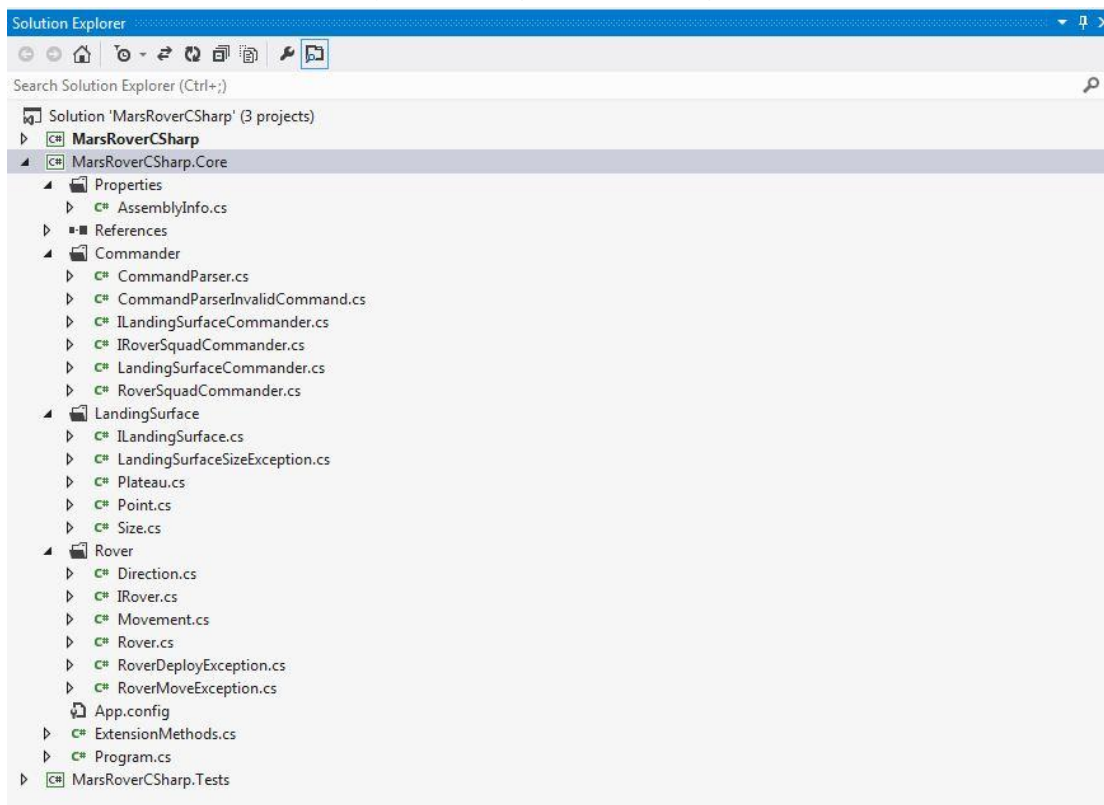 Solution Explorer
Search Solution Explorer (Ctrl+;)
Solution 'MarsRoverCSharp' (3 projects)
C# MarsRoverCSharp
C# MarsRoverCSharp.Core
Properties
C# AssemblyInfo.cs
References
Commander
C# CommandParser.cs
C# CommandParserInvalidCommand.cs
C# ILandingSurfaceCommander.cs
C# IRoverSquadCommander.cs
C# LandingSurfaceCommander.cs
C# RoverSquadCommander.cs
LandingSurface
C# ILandingSurface.cs
C# LandingSurfaceSizeException.cs
C# Plateau.cs
C# Point.cs
C# Size.cs
Rover
C# Direction.cs
C# IRover.cs
C# Movement.cs
C# Rover.cs
C# RoverDeployException.cs
C# RoverMoveException.cs
App.config
C# ExtensionMethods.cs
C# Program.cs
C# MarsRoverCSharp.Tests